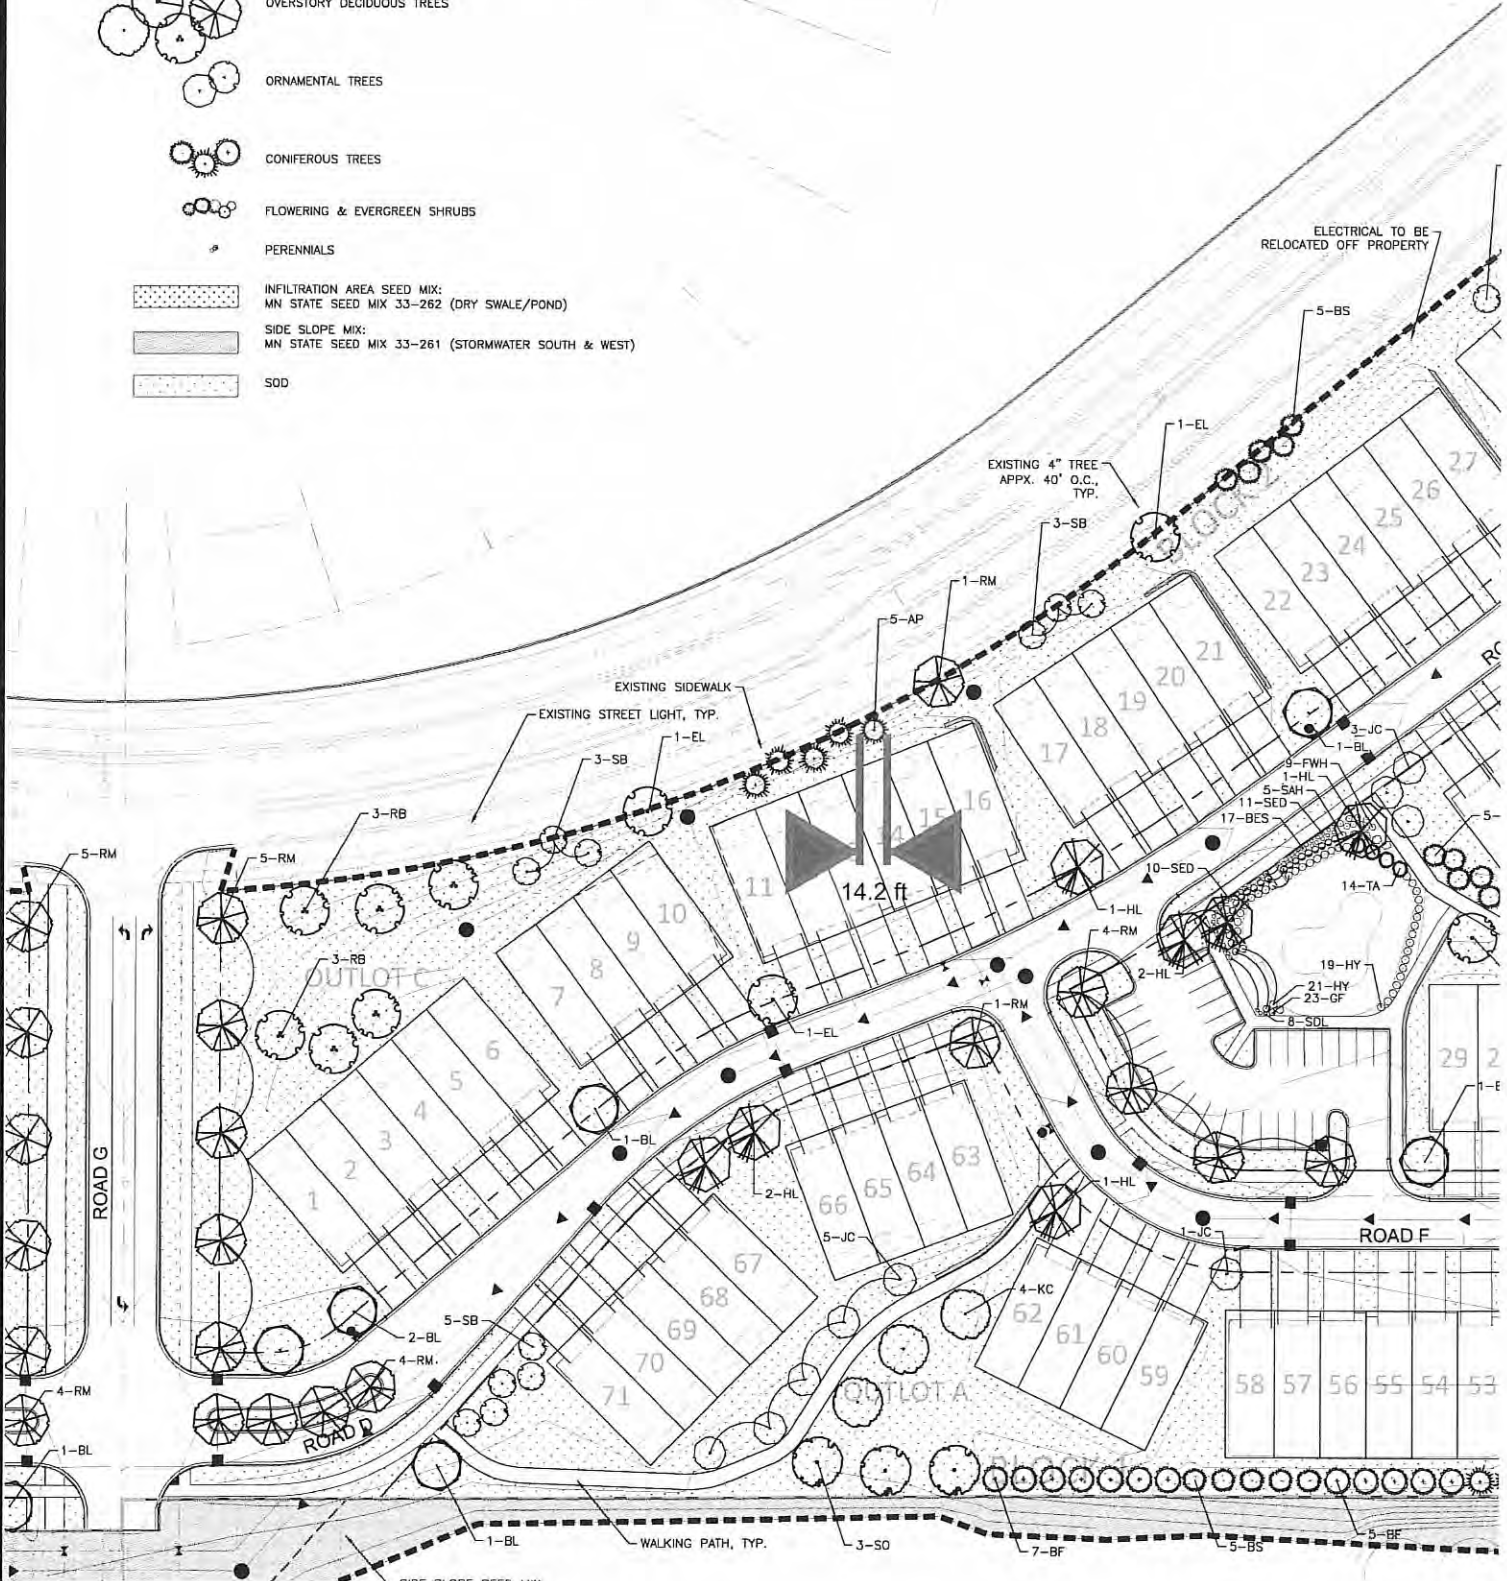 OVERSTORY DECIDUOUS TREES
ORNAMENTAL TREES
CONIFEROUS TREES
FLOWERING & EVERGREEN SHRUBS
PERENNIALS
INFILTRATION AREA SEED MIX:
MN STATE SEED MIX 33-262 (DRY SWALE/POND)
SIDE SLOPE MIX:
MN STATE SEED MIX 33-261 (STORMWATER SOUTH & WEST)
SOD
ELECTRICAL TO BE
RELOCATED OFF PROPERTY
5-BS
1-EL
EXISTING 4" TREE
APPX. 40' O.C.,
TYP.
3-SB
27
26
25
24
23
22
1-RM
5-AP
21
20
19
18
17
EXISTING SIDEWALK
EXISTING STREET LIGHT, TYP.
1-EL
3-SB
3-JC
1-BL
9-FWH
1-HL
5-SAH
11-SED
17-BES
16
15
14
11
14.2 ft
3-RB
5-RM
5-RM
10-SED
14-TA
1-HL
4-RM
2-HL
10
9
8
7
3-RB
OUTLOT C
19-HY
21-HY
23-GF
8-SDL
1-RM
1-EL
6
5
4
3
2
1
29
1-BL
ROAD G
63
64
65
66
2-HL
1-HL
5-JC
1-JC
ROAD F
67
68
69
70
71
4-KC
62
61
60
59
5-SB
2-BL
4-RM
4-RM
OUTLOT A
58
57
56
55
54
53
ROAD D
1-BL
1-BL
WALKING PATH, TYP.
3-SO
7-BF
5-BS
5-BF